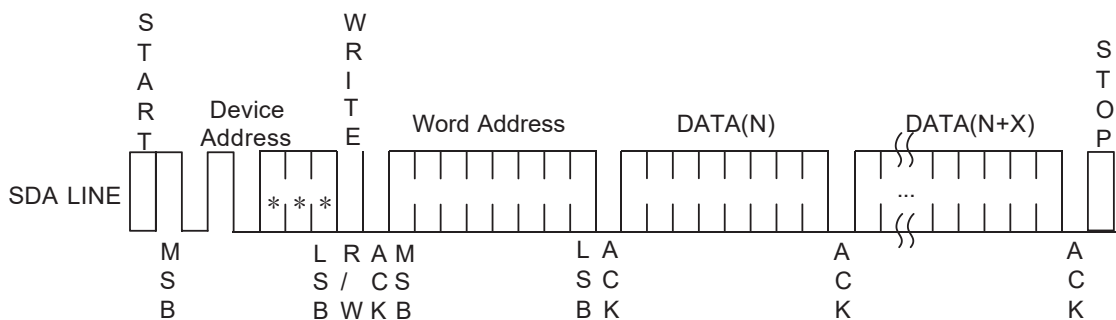 START
WRITE
STOP
Device
Address
Word Address
DATA(N)
DATA(N+X)
SDA LINE
* * *
...
MSB
LSB
R/W
ACK
MSB
LSB
ACK
ACK
ACK